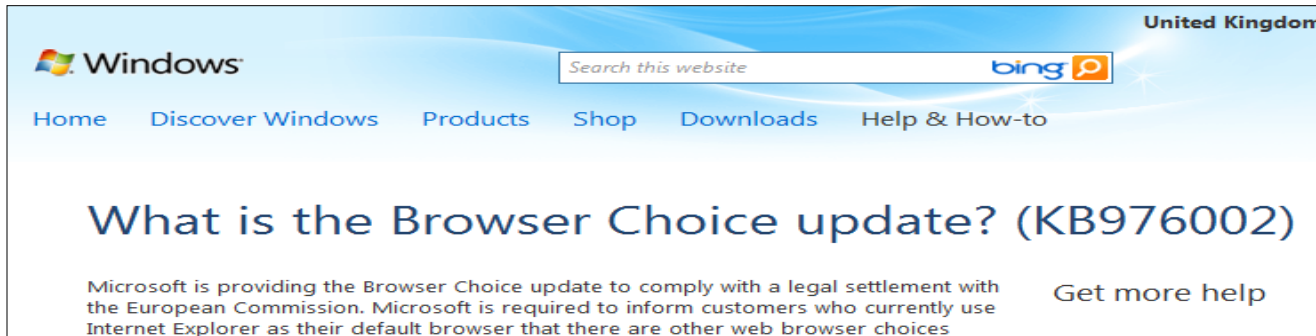 United Kingdom
Windows
Search this website
bing
Home Discover Windows Products Shop Downloads Help & How-to
What is the Browser Choice update? (KB976002)
Microsoft is providing the Browser Choice update to comply with a legal settlement with
the European Commission. Microsoft is required to inform customers who currently use
Internet Explorer as their default browser that there are other web browser choices
Get more help